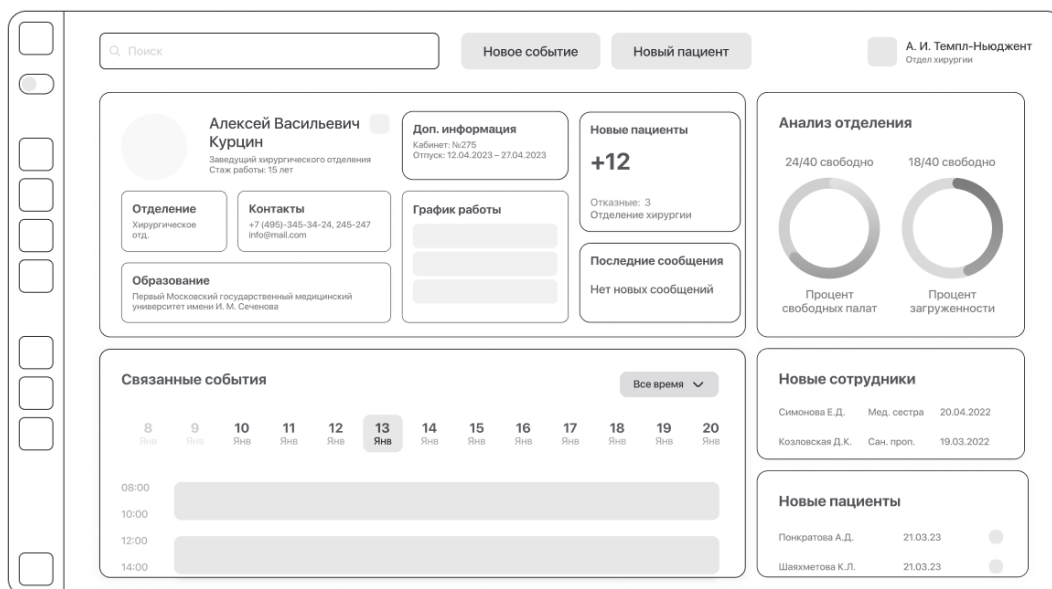 Поиск
Новое событие
Новый пациент
А. И. Темпл-Ньюджент
Отдел хирургии
Алексей Васильевич
Курцин
Заведущий хирургического отделения
Стаж работы: 15 лет
Отделение
Хирургическое
отд.
Контакты
+7 (495)-345-34-24, 245-247
info@mail.com
Образование
Первый Московский государственный медицинский
университет имени И. М. Сеченова
Доп. информация
Кабинет: №275
Отпуск: 12.04.2023 – 27.04.2023
График работы
Новые пациенты
+12
Отказные: 3
Отделение хирургии
Последние сообщения
Нет новых сообщений
Анализ отделения
24/40 свободно
18/40 свободно
Процент
свободных палат
Процент
загруженности
Связанные события
Все время
8 9 10 11 12 13 14 15 16 17 18 19 20
Янв Янв Янв Янв Янв Янв Янв Янв Янв Янв Янв Янв Янв
08:00
10:00
12:00
14:00
Новые сотрудники
Симонова Е.Д. Мед. сестра 20.04.2022
Козловская Д.К. Сан. проп. 19.03.2022
Новые пациенты
Понкратова А.Д. 21.03.23
Шаяхметова К.Л. 21.03.23